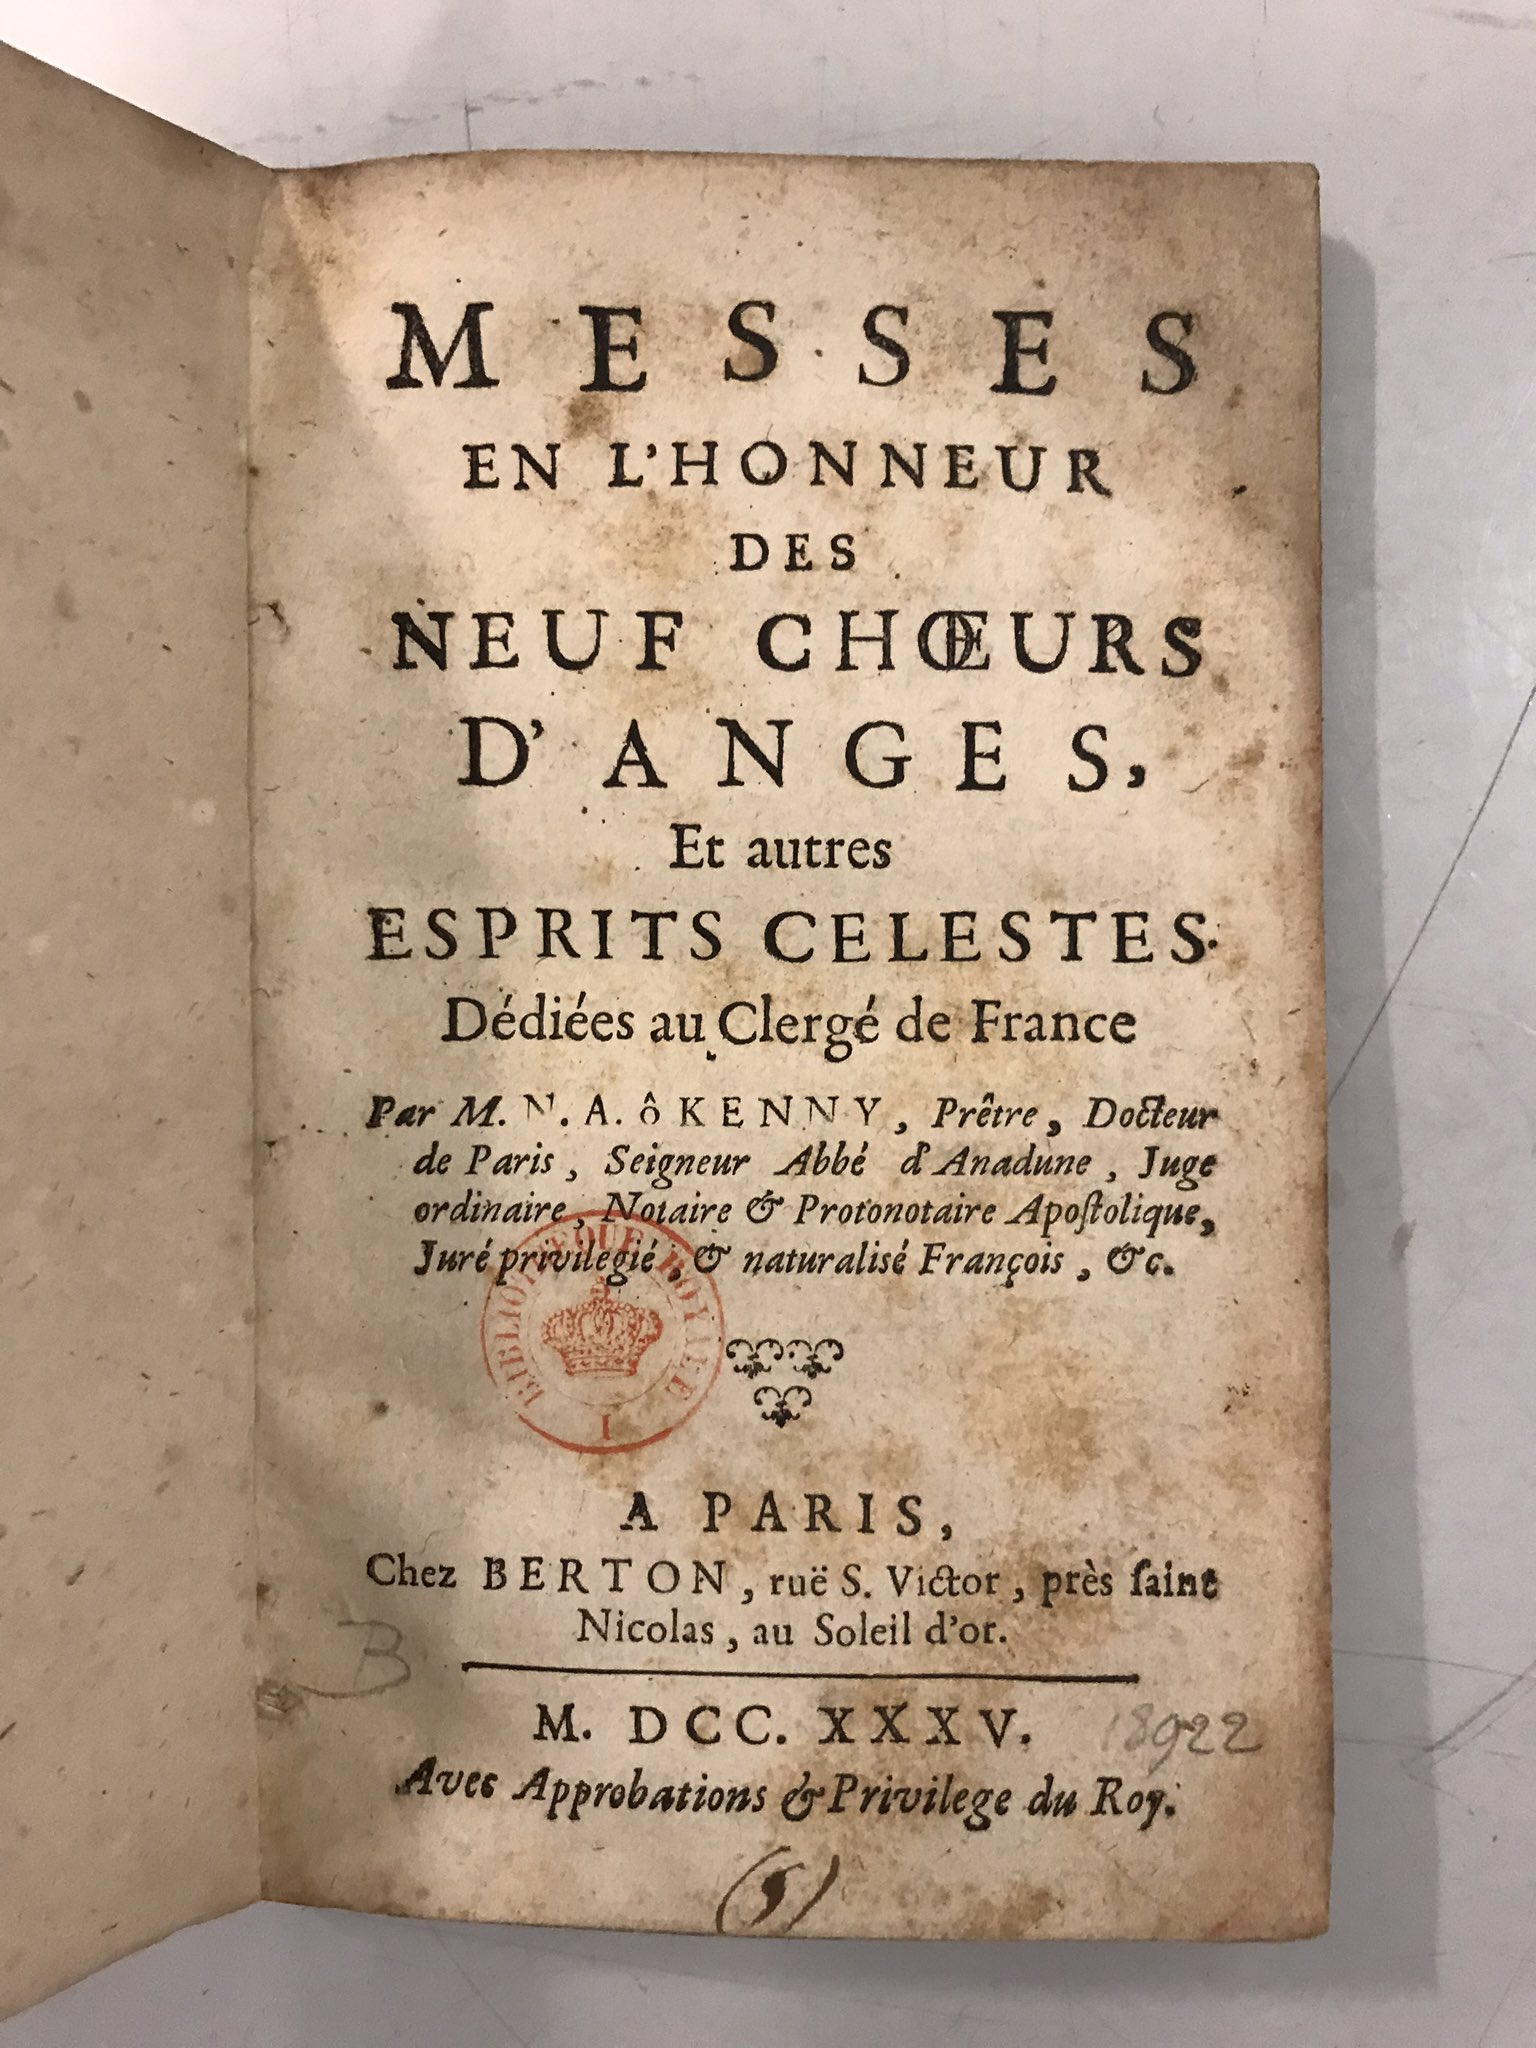 MESSES
EN L'HONNEUR
DES
NEUF CHŒURS
D'ANGES,
Et autres
ESPRITS CELESTES.
Dédiées au Clergé de France
Par M. N. A. ôKENNY, Prêtre, Docteur
de Paris, Seigneur Abbé d'Anadune, Juge
ordinaire, Notaire & Protonotaire Apoſtolique,
Juré privilegié, & naturalisé François, &c.
BIBLIOTHEQUE ROYALE
I
A PARIS,
Chez BERTON, ruë S. Victor, près ſaint
Nicolas, au Soleil d'or.
B
M. DCC. XXXV.
18922
Avec Approbations & Privilege du Roy.